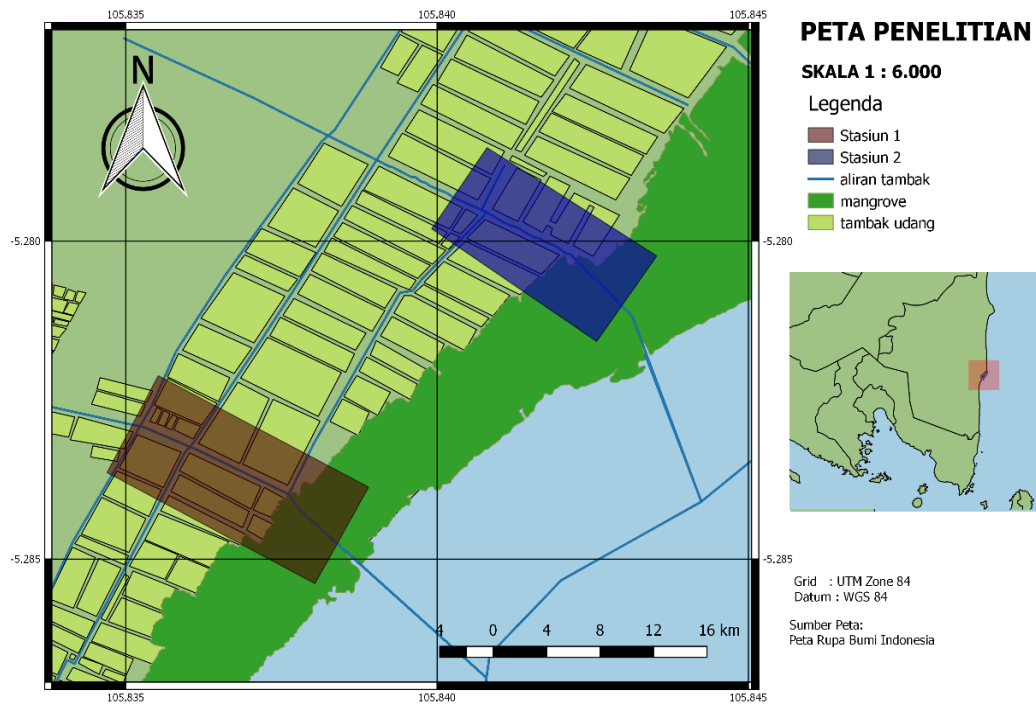 105.835
105.840
105.845
N
-5.280
-5.280
-5.285
-5.285
4 0 4 8 12 16 km
105.835
105.840
105.845
PETA PENELITIAN
SKALA 1 : 6.000
Legenda
Stasiun 1
Stasiun 2
aliran tambak
mangrove
tambak udang
Grid : UTM Zone 84
Datum : WGS 84
Sumber Peta:
Peta Rupa Bumi Indonesia